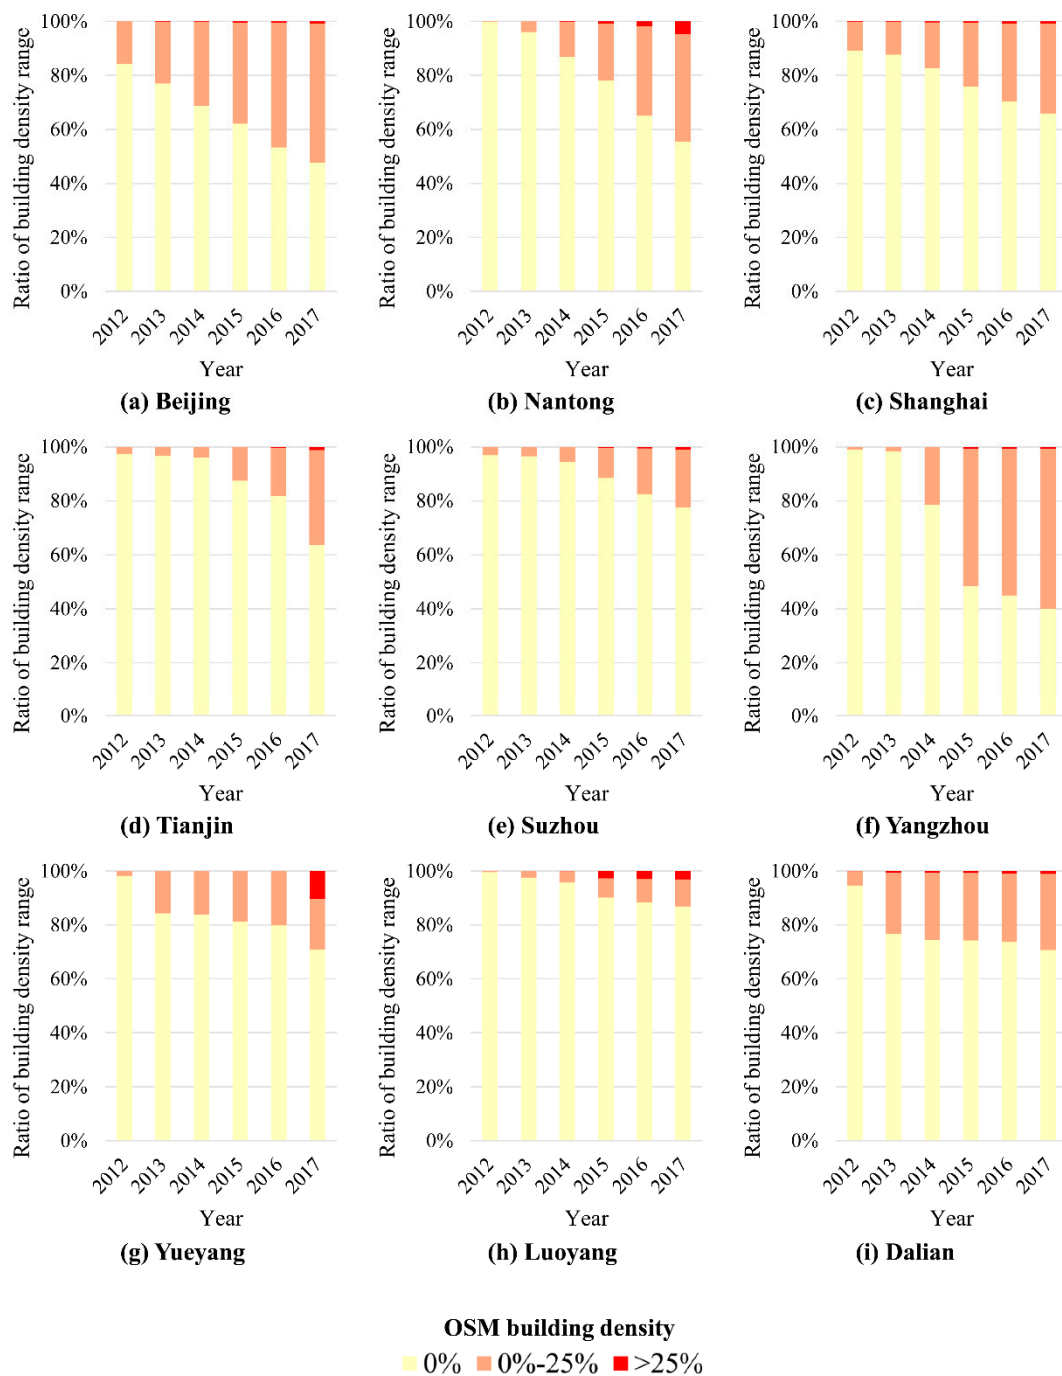 Ratio of building density range
100%
80%
60%
40%
20%
0%
2012 2013 2014 2015 2016 2017
Year
(a) Beijing
Ratio of building density range
100%
80%
60%
40%
20%
0%
2012 2013 2014 2015 2016 2017
Year
(b) Nantong
Ratio of building density range
100%
80%
60%
40%
20%
0%
2012 2013 2014 2015 2016 2017
Year
(c) Shanghai
Ratio of building density range
100%
80%
60%
40%
20%
0%
2012 2013 2014 2015 2016 2017
Year
(d) Tianjin
Ratio of building density range
100%
80%
60%
40%
20%
0%
2012 2013 2014 2015 2016 2017
Year
(e) Suzhou
Ratio of building density range
100%
80%
60%
40%
20%
0%
2012 2013 2014 2015 2016 2017
Year
(f) Yangzhou
Ratio of building density range
100%
80%
60%
40%
20%
0%
2012 2013 2014 2015 2016 2017
Year
(g) Yueyang
Ratio of building density range
100%
80%
60%
40%
20%
0%
2012 2013 2014 2015 2016 2017
Year
(h) Luoyang
Ratio of building density range
100%
80%
60%
40%
20%
0%
2012 2013 2014 2015 2016 2017
Year
(i) Dalian
OSM building density
0% 0%-25% >25%